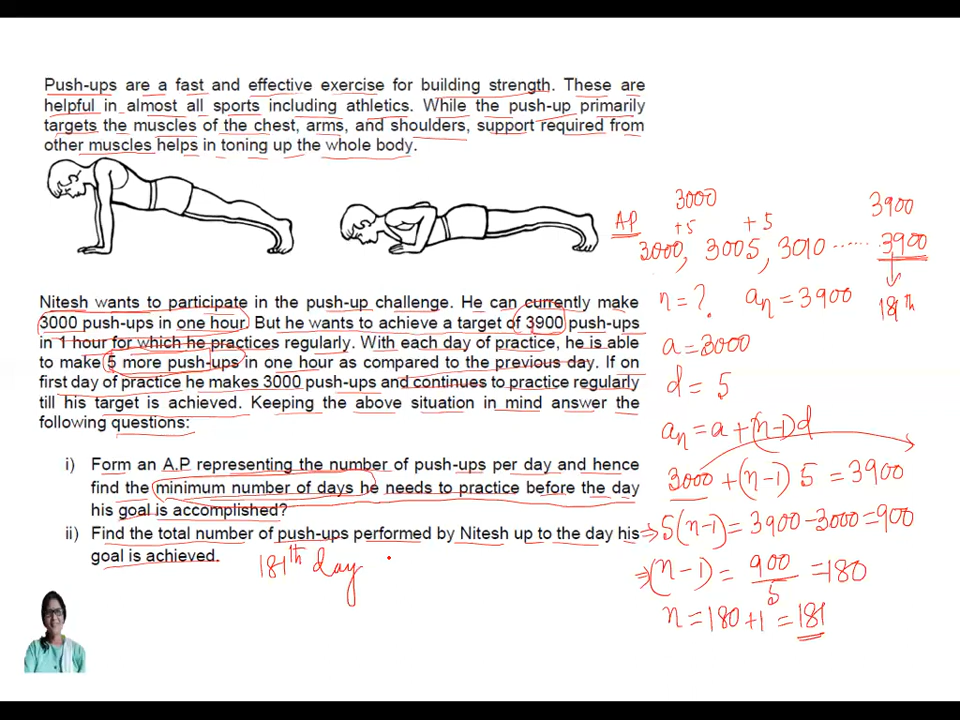 Push-ups are a fast and effective exercise for building strength. These are
helpful in almost all sports including athletics. While the push-up primarily
targets the muscles of the chest, arms, and shoulders, support required from
other muscles helps in toning up the whole body.
Nitesh wants to participate in the push-up challenge. He can currently make
3000 push-ups in one hour. But he wants to achieve a target of 3900 push-ups
in 1 hour for which he practices regularly. With each day of practice, he is able
to make 5 more push-ups in one hour as compared to the previous day. If on
first day of practice he makes 3000 push-ups and continues to practice regularly
till his target is achieved. Keeping the above situation in mind answer the
following questions:
i) Form an A.P representing the number of push-ups per day and hence
find the minimum number of days he needs to practice before the day
his goal is accomplished?
ii) Find the total number of push-ups performed by Nitesh up to the day his
goal is achieved.
181th day
3000 3900
AP +5 +5
3000, 3005, 3010 ...... 3900
n = ? an = 3900 181th
a = 3000
d = 5
an = a + (n-1)d
3000 + (n-1) 5 = 3900
⇒ 5(n-1) = 3900 - 3000 = 900
⇒ (n-1) = 900/5 = 180
n = 180 + 1 = 181